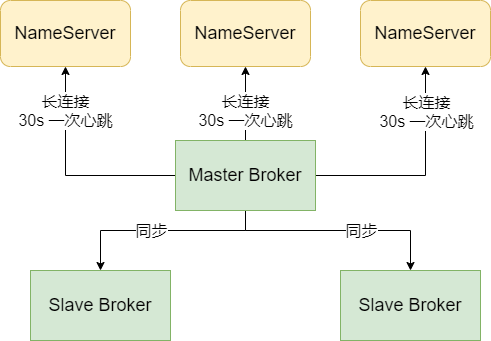 NameServer
NameServer
NameServer
长连接
30s 一次心跳
长连接
30s 一次心跳
长连接
30s 一次心跳
Master Broker
同步
同步
Slave Broker
Slave Broker